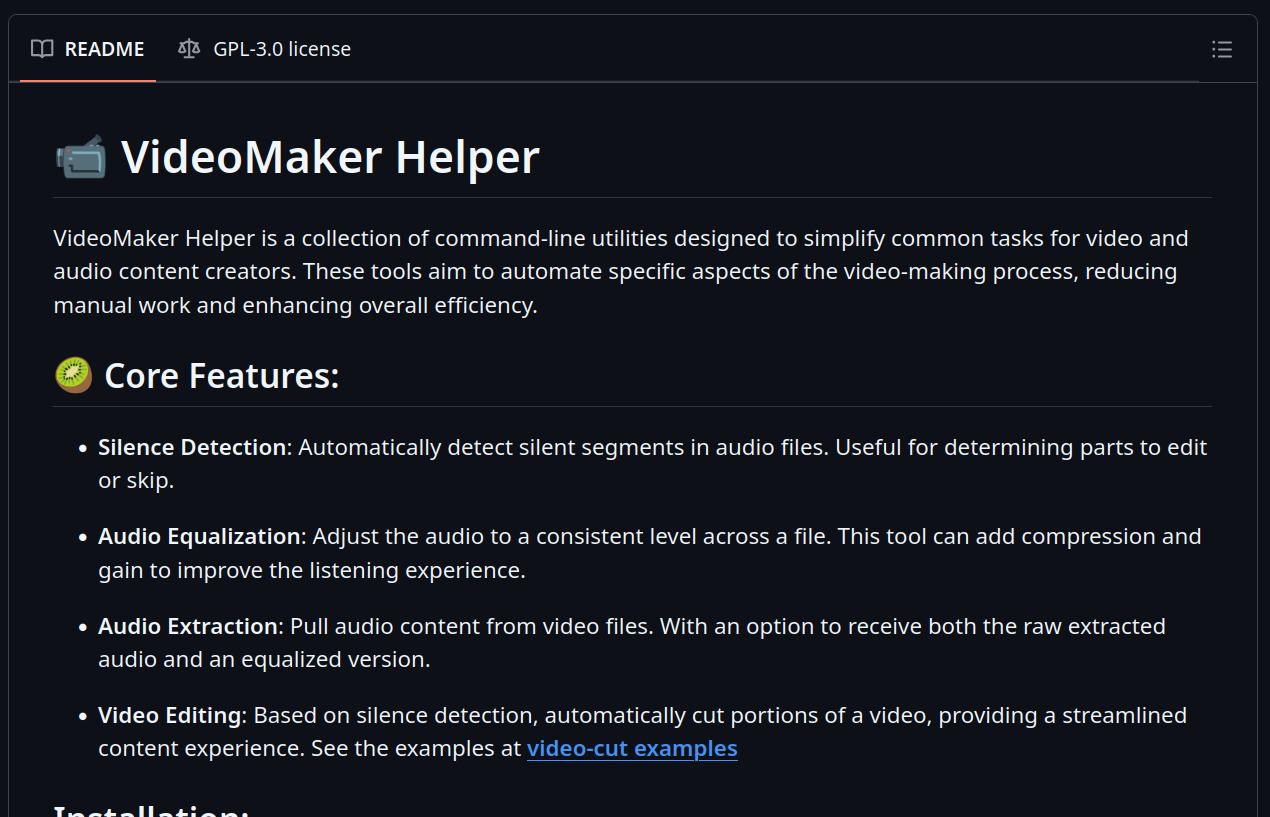 README GPL-3.0 license
VideoMaker Helper
VideoMaker Helper is a collection of command-line utilities designed to simplify common tasks for video and
audio content creators. These tools aim to automate specific aspects of the video-making process, reducing
manual work and enhancing overall efficiency.
Core Features:
Silence Detection: Automatically detect silent segments in audio files. Useful for determining parts to edit
or skip.
Audio Equalization: Adjust the audio to a consistent level across a file. This tool can add compression and
gain to improve the listening experience.
Audio Extraction: Pull audio content from video files. With an option to receive both the raw extracted
audio and an equalized version.
Video Editing: Based on silence detection, automatically cut portions of a video, providing a streamlined
content experience. See the examples at video-cut examples
Installation: